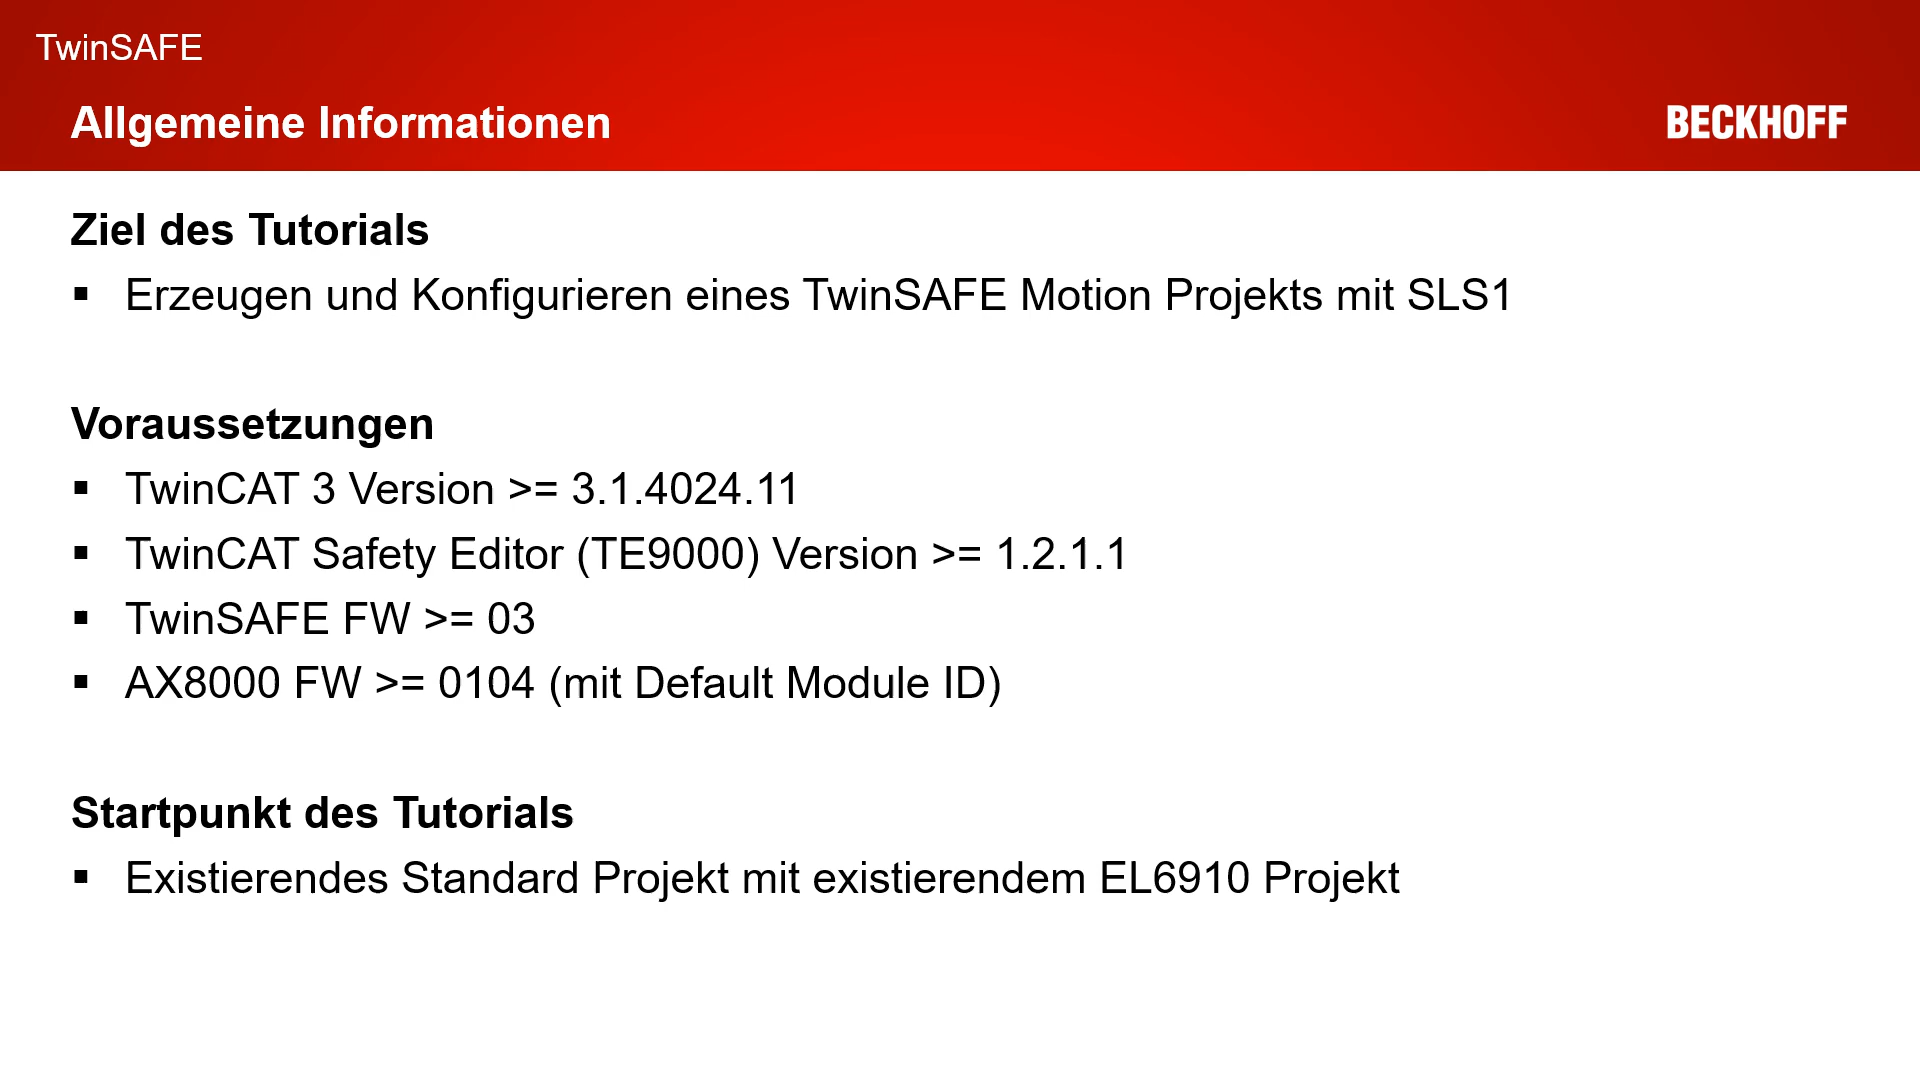 TwinSAFE
Allgemeine Informationen
BECKHOFF
Ziel des Tutorials
▪ Erzeugen und Konfigurieren eines TwinSAFE Motion Projekts mit SLS1
Voraussetzungen
▪ TwinCAT 3 Version >= 3.1.4024.11
▪ TwinCAT Safety Editor (TE9000) Version >= 1.2.1.1
▪ TwinSAFE FW >= 03
▪ AX8000 FW >= 0104 (mit Default Module ID)
Startpunkt des Tutorials
▪ Existierendes Standard Projekt mit existierendem EL6910 Projekt